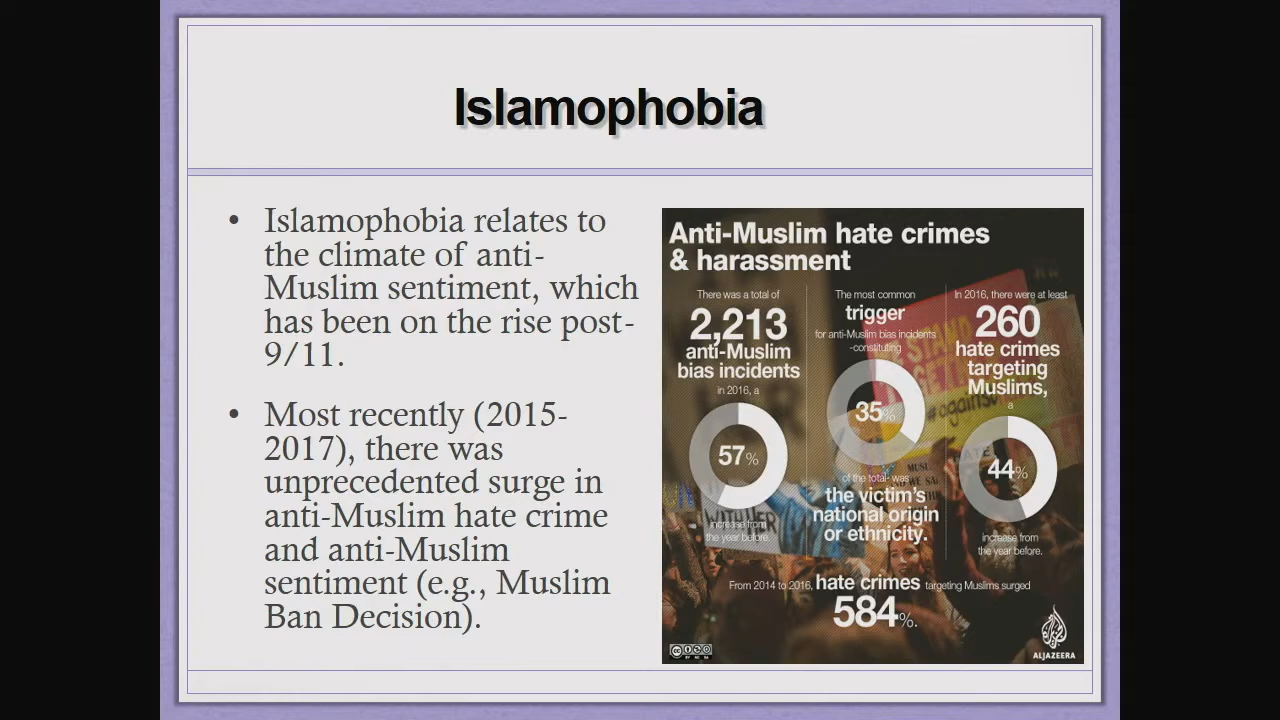 Islamophobia
• Islamophobia relates to
the climate of anti-
Muslim sentiment, which
has been on the rise post-
9/11.
• Most recently (2015-
2017), there was
unprecedented surge in
anti-Muslim hate crime
and anti-Muslim
sentiment (e.g., Muslim
Ban Decision).
Anti-Muslim hate crimes
& harassment
There was a total of
2,213
anti-Muslim
bias incidents
in 2016, a
57%
increase from
the year before.
The most common
trigger
for anti-Muslim bias incidents
-constituting
35%
of the total- was
the victim's
national origin
or ethnicity.
In 2016, there were at least
260
hate crimes
targeting
Muslims,
a
44%
increase from
the year before.
From 2014 to 2016, hate crimes targeting Muslims surged
584%.
WITH HER
STAND
#against
HATE
ALJAZEERA